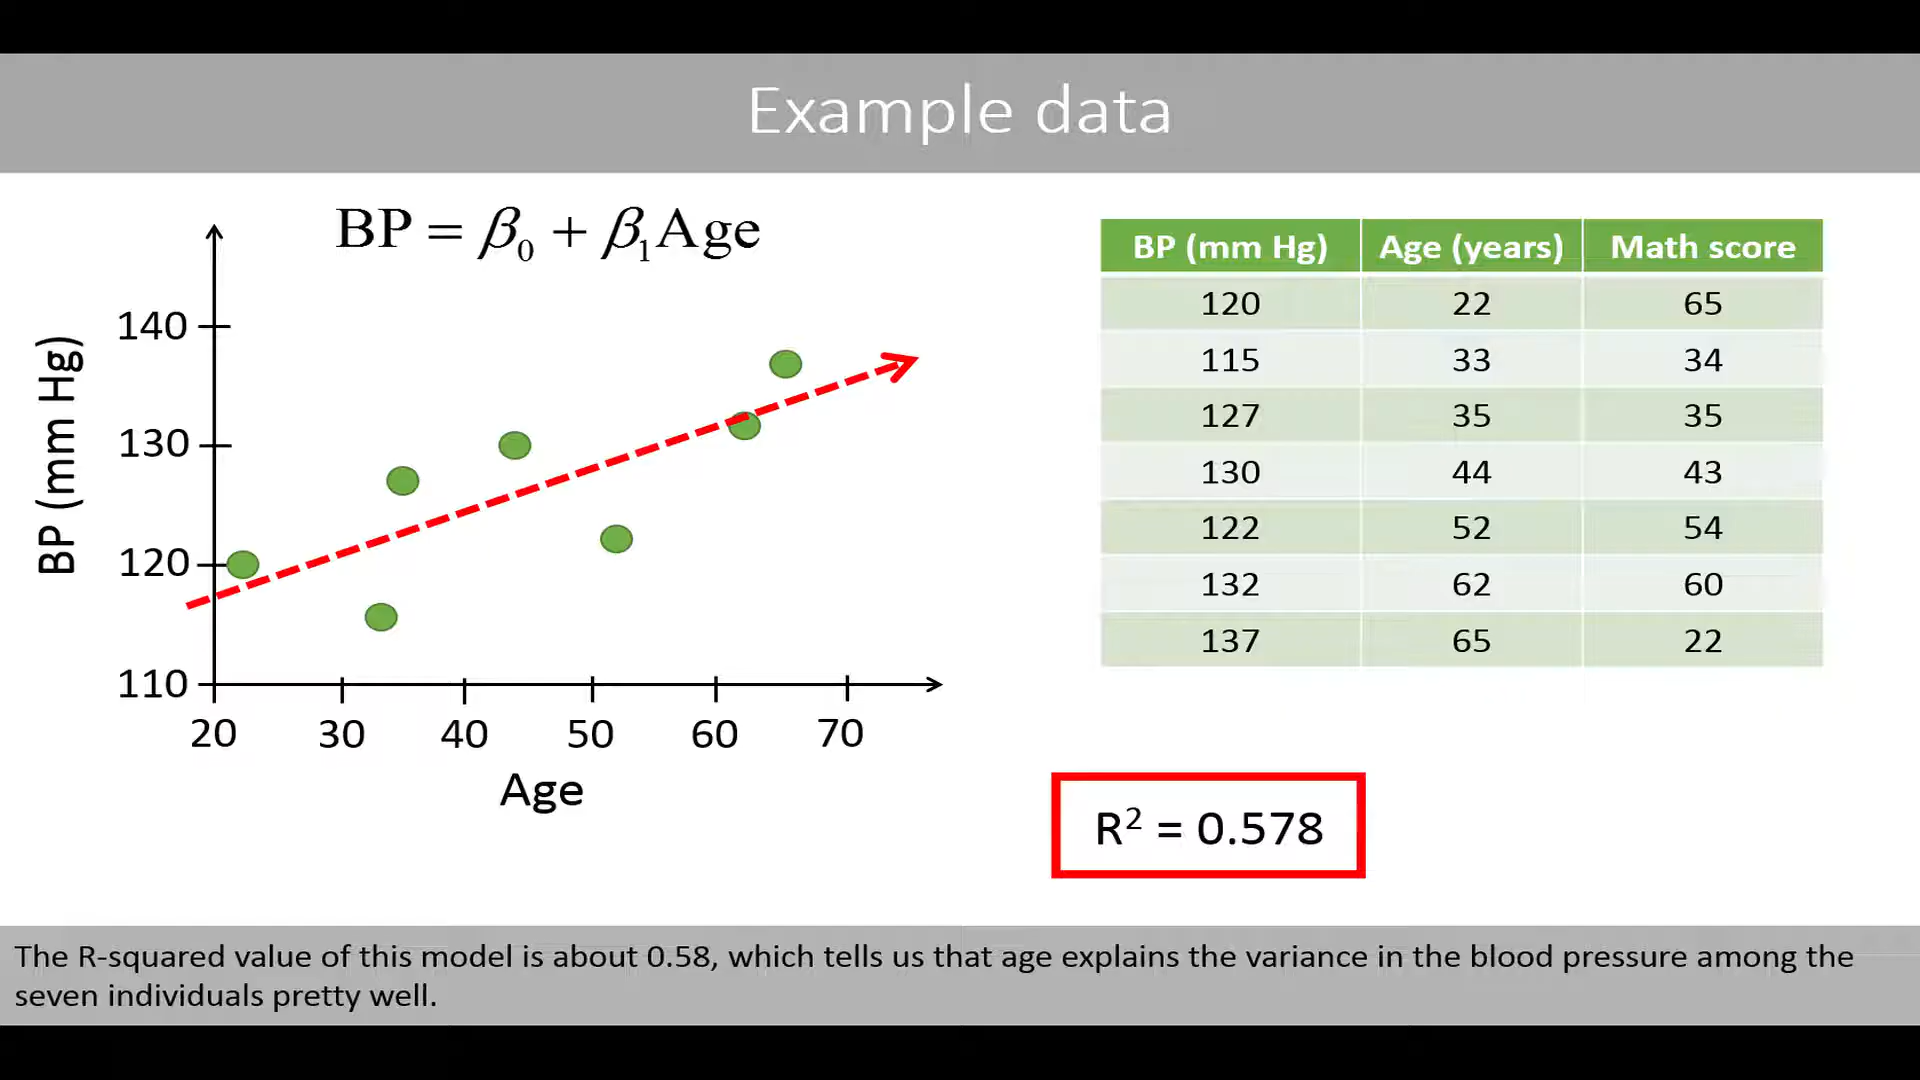 Example data
BP = β₀ + β₁Age
BP (mm Hg)
140
130
120
110
20 30 40 50 60 70
Age
BP (mm Hg) Age (years) Math score
120 22 65
115 33 34
127 35 35
130 44 43
122 52 54
132 62 60
137 65 22
R² = 0.578
The R-squared value of this model is about 0.58, which tells us that age explains the variance in the blood pressure among the
seven individuals pretty well.